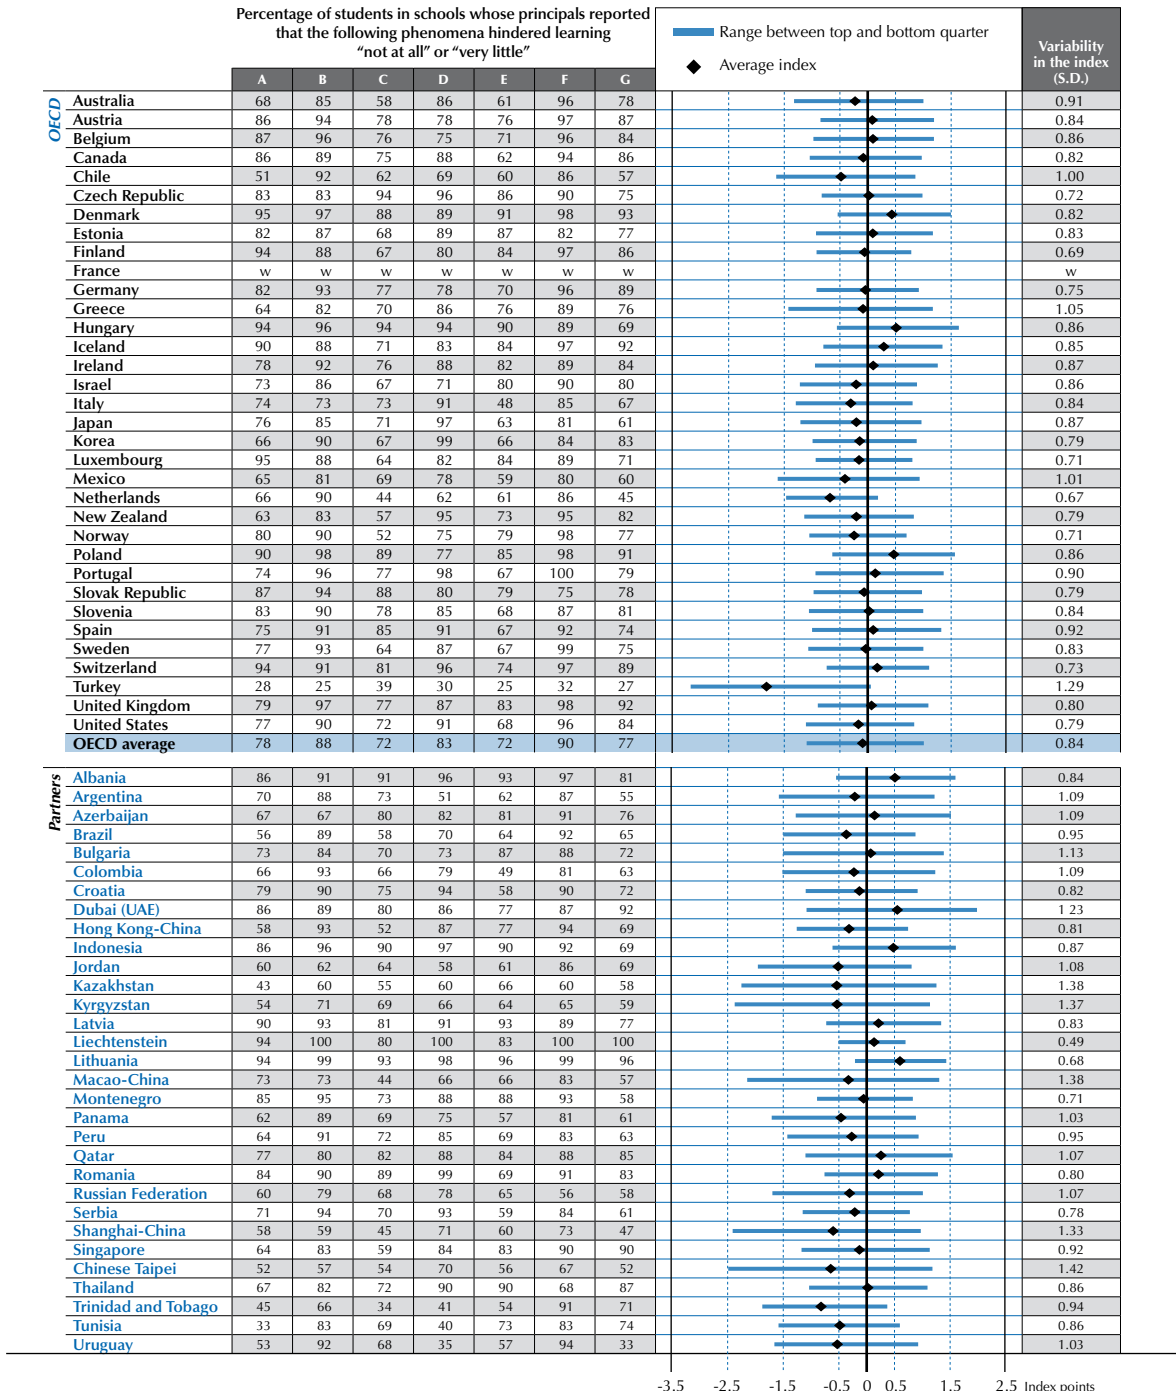 Percentage of students in schools whose principals reported
that the following phenomena hindered learning
“not at all” or “very little”
Range between top and bottom quarter
Average index
Variability
in the index
(S.D.)
A B C D E F G
OECD
Australia 68 85 58 86 61 96 78 0.91
Austria 86 94 78 78 76 97 87 0.84
Belgium 87 96 76 75 71 96 84 0.86
Canada 86 89 75 88 62 94 86 0.82
Chile 51 92 62 69 60 86 57 1.00
Czech Republic 83 83 94 96 86 90 75 0.72
Denmark 95 97 88 89 91 98 93 0.82
Estonia 82 87 68 89 87 82 77 0.83
Finland 94 88 67 80 84 97 86 0.69
France w w w w w w w w
Germany 82 93 77 78 70 96 89 0.75
Greece 64 82 70 86 76 89 76 1.05
Hungary 94 96 94 94 90 89 69 0.86
Iceland 90 88 71 83 84 97 92 0.85
Ireland 78 92 76 88 82 89 84 0.87
Israel 73 86 67 71 80 90 80 0.86
Italy 74 73 73 91 48 85 67 0.84
Japan 76 85 71 97 63 81 61 0.87
Korea 66 90 67 99 66 84 83 0.79
Luxembourg 95 88 64 82 84 89 71 0.71
Mexico 65 81 69 78 59 80 60 1.01
Netherlands 66 90 44 62 61 86 45 0.67
New Zealand 63 83 57 95 73 95 82 0.79
Norway 80 90 52 75 79 98 77 0.71
Poland 90 98 89 77 85 98 91 0.86
Portugal 74 96 77 98 67 100 79 0.90
Slovak Republic 87 94 88 80 79 75 78 0.79
Slovenia 83 90 78 85 68 87 81 0.84
Spain 75 91 85 91 67 92 74 0.92
Sweden 77 93 64 87 67 99 75 0.83
Switzerland 94 91 81 96 74 97 89 0.73
Turkey 28 25 39 30 25 32 27 1.29
United Kingdom 79 97 77 87 83 98 92 0.80
United States 77 90 72 91 68 96 84 0.79
OECD average 78 88 72 83 72 90 77 0.84
Partners
Albania 86 91 91 96 93 97 81 0.84
Argentina 70 88 73 51 62 87 55 1.09
Azerbaijan 67 67 80 82 81 91 76 1.09
Brazil 56 89 58 70 64 92 65 0.95
Bulgaria 73 84 70 73 87 88 72 1.13
Colombia 66 93 66 79 49 81 63 1.09
Croatia 79 90 75 94 58 90 72 0.82
Dubai (UAE) 86 89 80 86 77 87 92 1 23
Hong Kong-China 58 93 52 87 77 94 69 0.81
Indonesia 86 96 90 97 90 92 69 0.87
Jordan 60 62 64 58 61 86 69 1.08
Kazakhstan 43 60 55 60 66 60 58 1.38
Kyrgyzstan 54 71 69 66 64 65 59 1.37
Latvia 90 93 81 91 93 89 77 0.83
Liechtenstein 94 100 80 100 83 100 100 0.49
Lithuania 94 99 93 98 96 99 96 0.68
Macao-China 73 73 44 66 66 83 57 1.38
Montenegro 85 95 73 88 88 93 58 0.71
Panama 62 89 69 75 57 81 61 1.03
Peru 64 91 72 85 69 83 63 0.95
Qatar 77 80 82 88 84 88 85 1.07
Romania 84 90 89 99 69 91 83 0.80
Russian Federation 60 79 68 78 65 56 58 1.07
Serbia 71 94 70 93 59 84 61 0.78
Shanghai-China 58 59 45 71 60 73 47 1.33
Singapore 64 83 59 84 83 90 90 0.92
Chinese Taipei 52 57 54 70 56 67 52 1.42
Thailand 67 82 72 90 90 68 87 0.86
Trinidad and Tobago 45 66 34 41 54 91 71 0.94
Tunisia 33 83 69 40 73 83 74 0.86
Uruguay 53 92 68 35 57 94 33 1.03
-3.5 -2.5 -1.5 -0.5 0 0.5 1.5 2.5 Index points